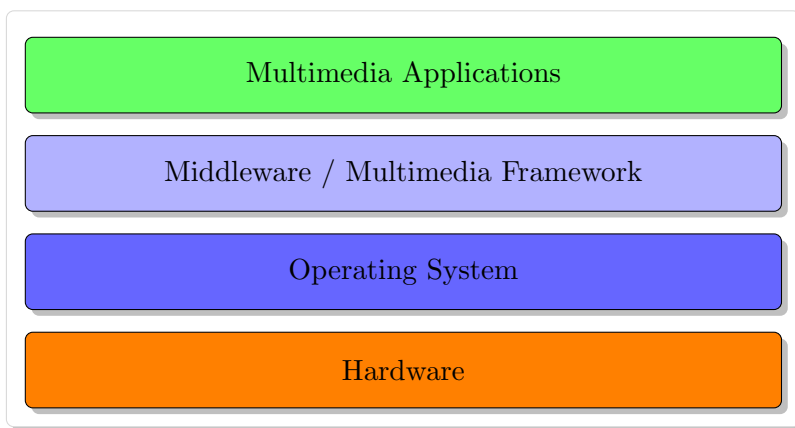 Multimedia Applications
Middleware / Multimedia Framework
Operating System
Hardware